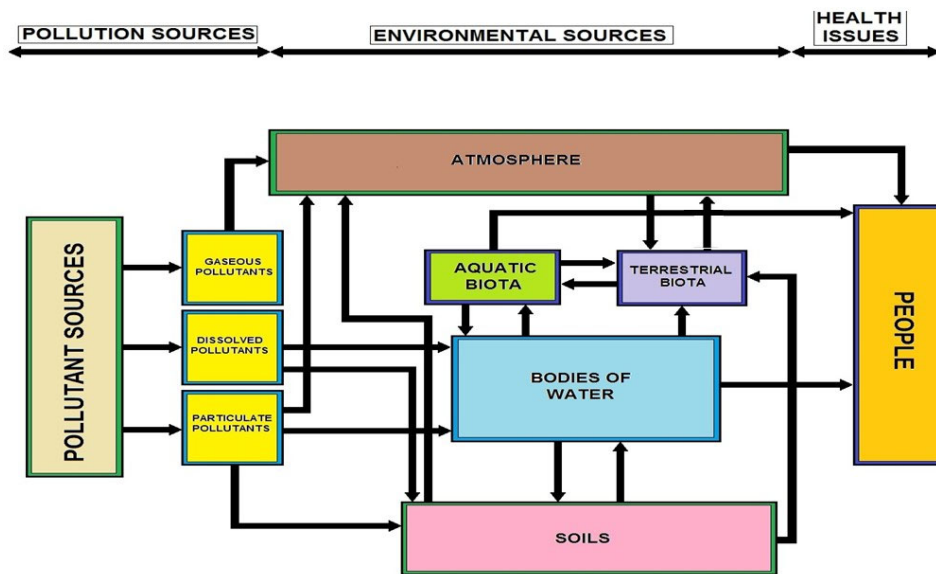 POLLUTION SOURCES
ENVIRONMENTAL SOURCES
HEALTH
ISSUES
ATMOSPHERE
POLLUTANT SOURCES
GASEOUS
POLLUTANTS
DISSOLVED
POLLUTANTS
PARTICULATE
POLLUTANTS
AQUATIC
BIOTA
TERRESTRIAL
BIOTA
BODIES OF
WATER
SOILS
PEOPLE